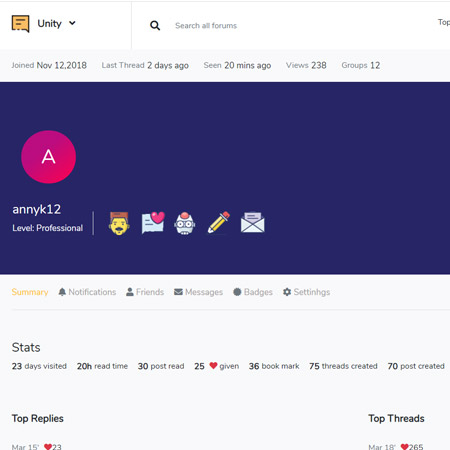 Unity
Search all forums
Top
Joined Nov 12,2018 Last Thread 2 days ago Seen 20 mins ago Views 238 Groups 12
A
annyk12
Level: Professional
Summary Notifications Friends Messages Badges Settinhgs
Stats
23 days visited 20h read time 30 post read 25 given 36 book mark 75 threads created 70 post created
Top Replies Top Threads
Mar 15' 23 Mar 18' 265